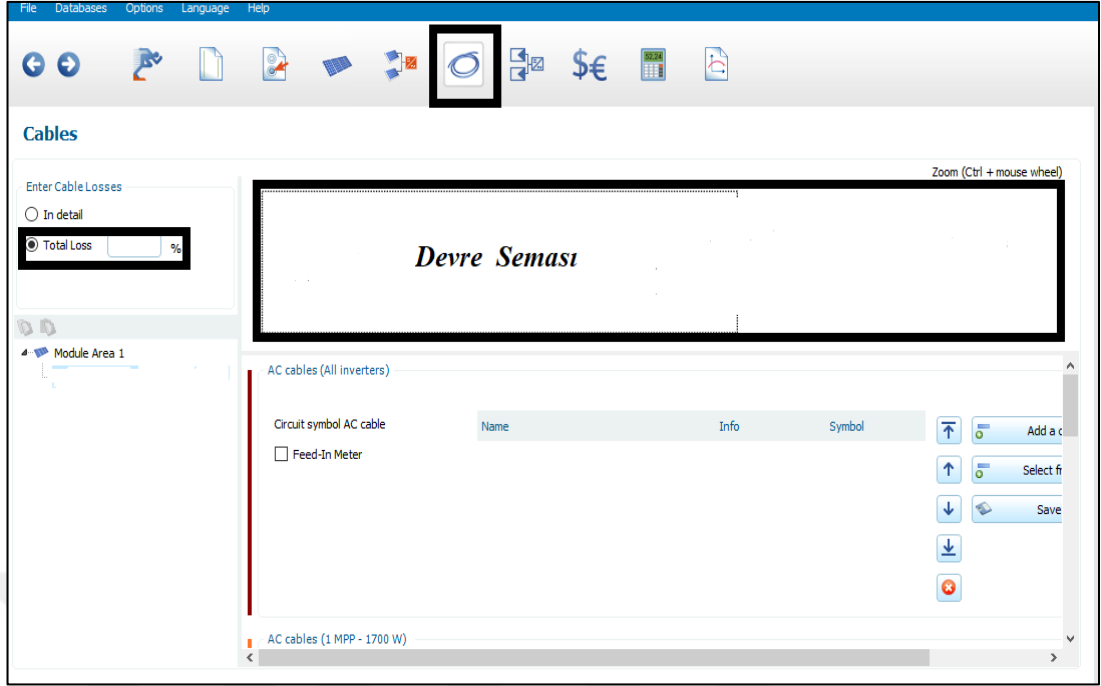 File Databases Options Language Help
$€
52,24
Cables
Zoom (Ctrl + mouse wheel)
Enter Cable Losses
In detail
Total Loss %
Devre Seması
Module Area 1
AC cables (All inverters)
Circuit symbol AC cable
Name Info Symbol
Feed-In Meter
Add a c
Select fr
Save
AC cables (1 MPP - 1700 W)